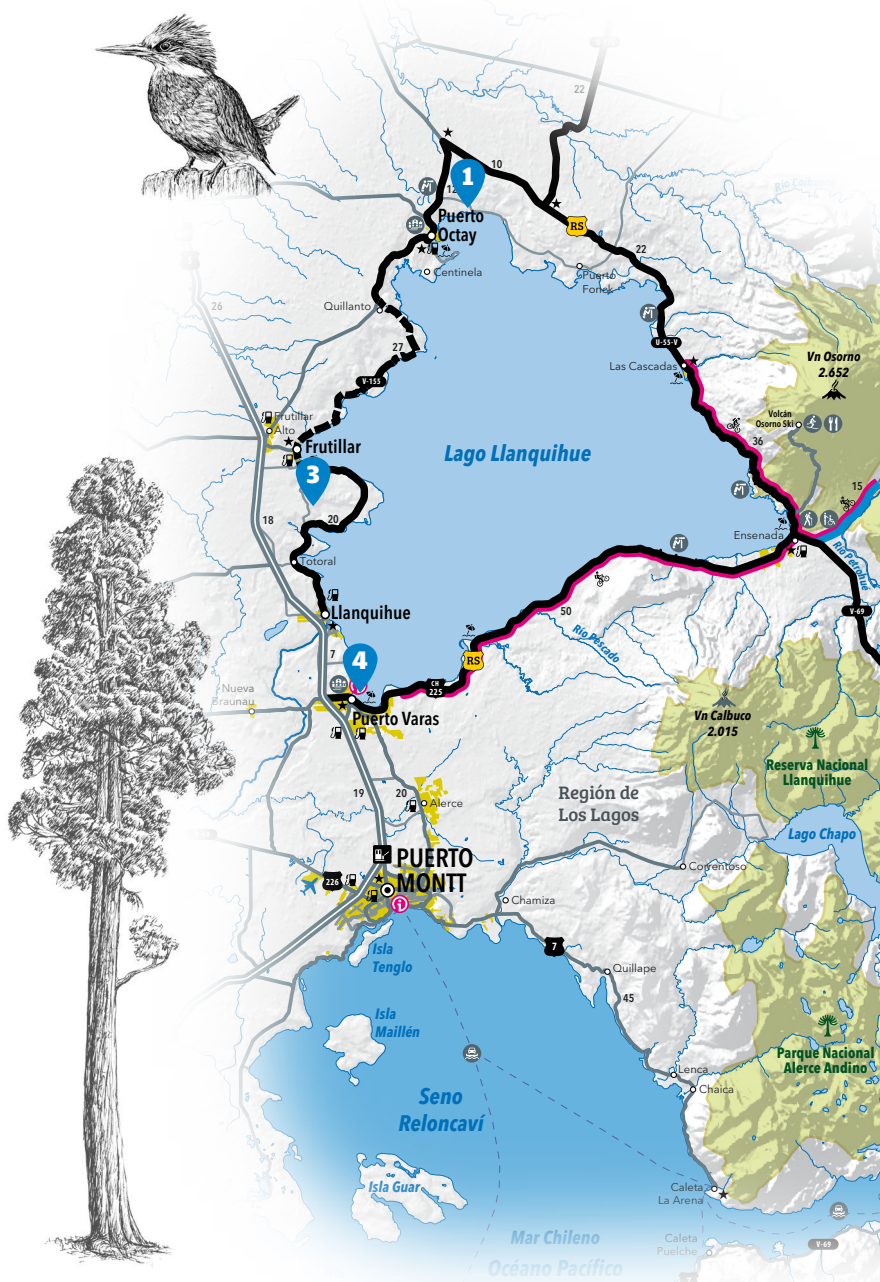 22
10
12
1
Río Coihueco
Puerto
Octay
RS
22
Centinela
Puerto
Fonck
26
Quillanto
27
U-55-V
Vn Osorno
2.652
Las Cascadas
V-155
Frutillar
Alto
Volcán
Osorno Ski
36
Frutillar
Lago Llanquihue
3
15
20
18
Ensenada
Río Petrohué
Totoral
50
Llanquihue
V-69
Río Pescado
7
4
RS
i
CH
225
Nueva
Braunau
Puerto Varas
Vn Calbuco
2.015
Reserva Nacional
Llanquihue
19
20
Alerce
Región de
Los Lagos
Lago Chapo
PUERTO
MONTT
226
Correntoso
Chamiza
i
7
Isla
Tenglo
Quillape
45
Isla
Maillén
Parque Nacional
Alerce Andino
Lenca
Chaica
Seno
Reloncaví
Isla Guar
Caleta
La Arena
Mar Chileno
Océano Pacífico
Caleta
Puelche
V-69